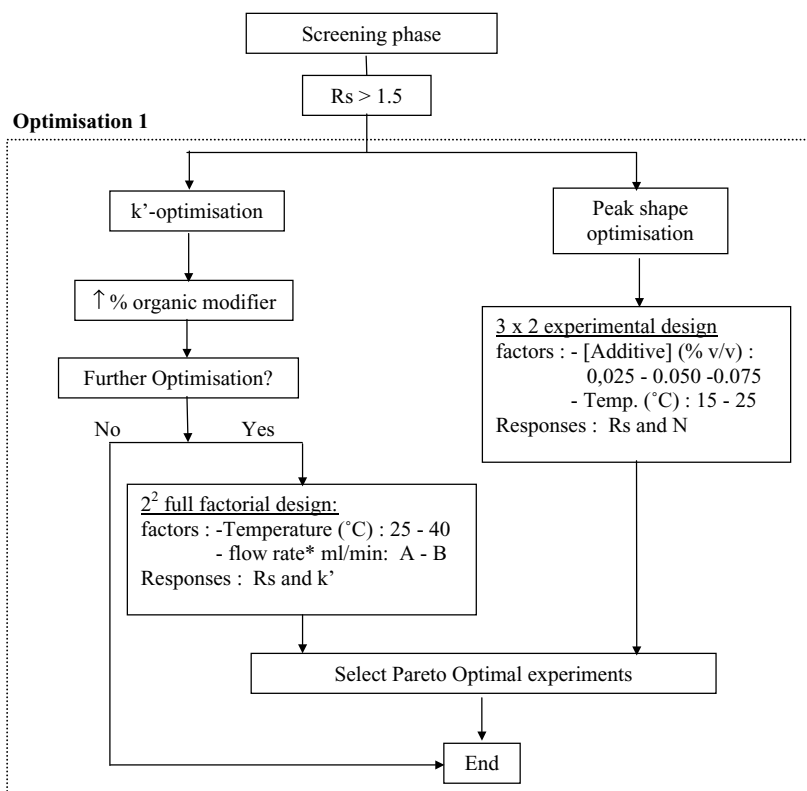 Screening phase
Rs > 1.5
Optimisation 1
k’-optimisation
Peak shape
optimisation
↑ % organic modifier
3 x 2 experimental design
factors : - [Additive] (% v/v) :
0,025 - 0.050 -0.075
- Temp. (˚C) : 15 - 25
Responses : Rs and N
Further Optimisation?
No Yes
2² full factorial design:
factors : -Temperature (˚C) : 25 - 40
- flow rate* ml/min: A - B
Responses : Rs and k’
Select Pareto Optimal experiments
End